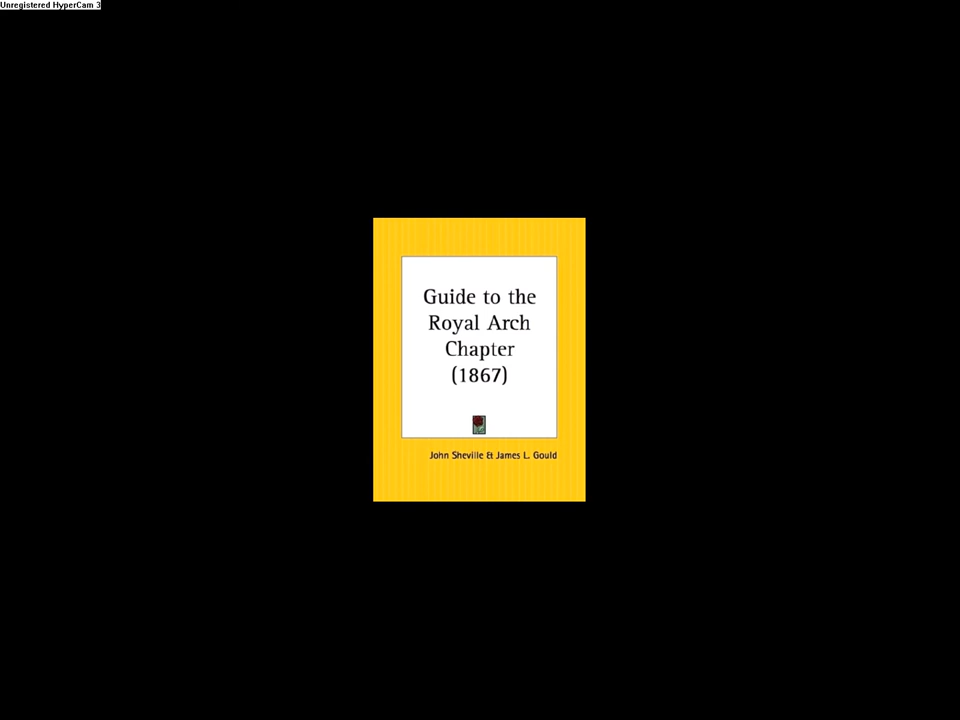 Unregistered HyperCam 3
Guide to the
Royal Arch
Chapter
(1867)
John Sheville & James L. Gould